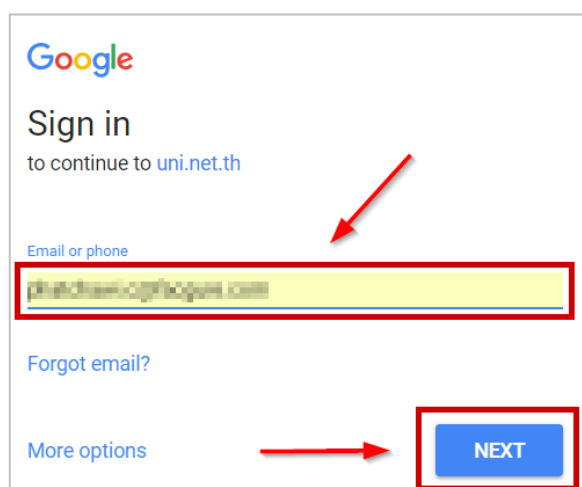 Google
Sign in
to continue to uni.net.th
Email or phone
Forgot email?
More options
NEXT